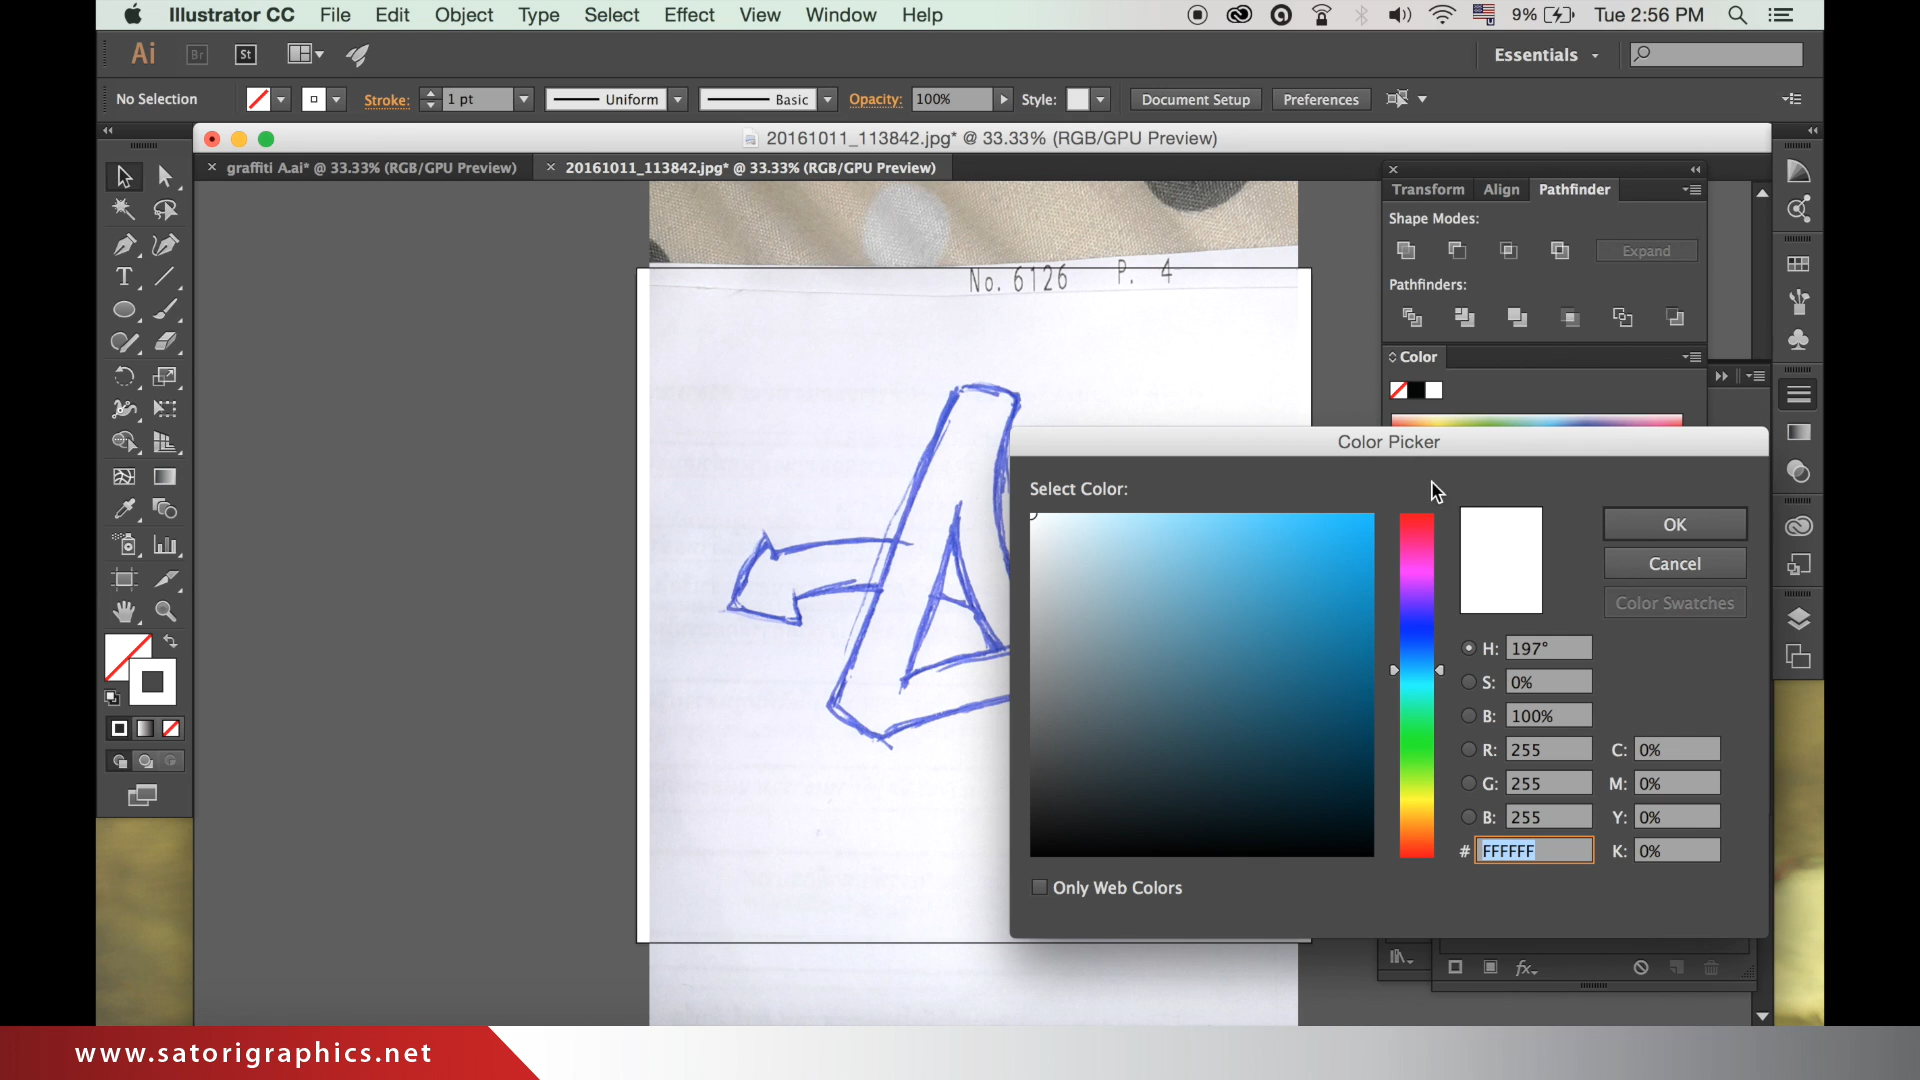 Illustrator CC File Edit Object Type Select Effect View Window Help 9% Tue 2:56 PM
Ai Br St Essentials
No Selection Stroke: 1 pt Uniform Basic Opacity: 100% Style: Document Setup Preferences
20161011_113842.jpg* @ 33.33% (RGB/GPU Preview)
graffiti A.ai* @ 33.33% (RGB/GPU Preview) 20161011_113842.jpg* @ 33.33% (RGB/GPU Preview)
Transform Align Pathfinder
Shape Modes:
Expand
Pathfinders:
No. 6126 P. 4
Color
A
Color Picker
Select Color:
OK
Cancel
Color Swatches
H: 197°
S: 0%
B: 100%
R: 255 C: 0%
G: 255 M: 0%
B: 255 Y: 0%
# FFFFFF K: 0%
Only Web Colors
fx
www.satorigraphics.net